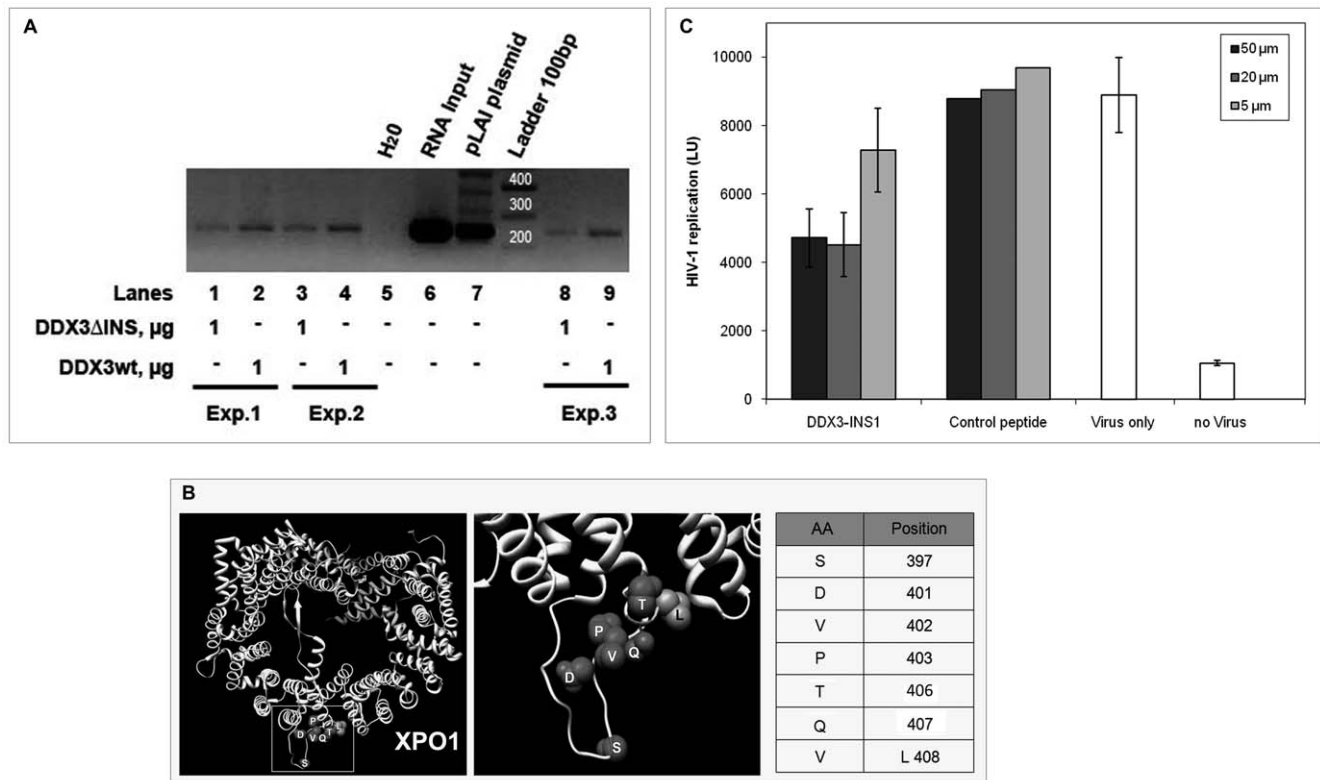 A
H20
RNA input
pLAI plasmid
Ladder 100bp
400
300
200
Lanes 1 2 3 4 5 6 7 8 9
DDX3ΔINS, µg 1 - 1 - - - - 1 -
DDX3wt, µg - 1 - 1 - - - - 1
Exp.1 Exp.2 Exp.3
C
10000
8000
6000
4000
2000
0
HIV-1 replication (LU)
50 µm
20 µm
5 µm
DDX3-INS1 Control peptide Virus only no Virus
B
P
D V Q T
S
XPO1
T
L
P
V Q
D
S
AA Position
S 397
D 401
V 402
P 403
T 406
Q 407
V L 408